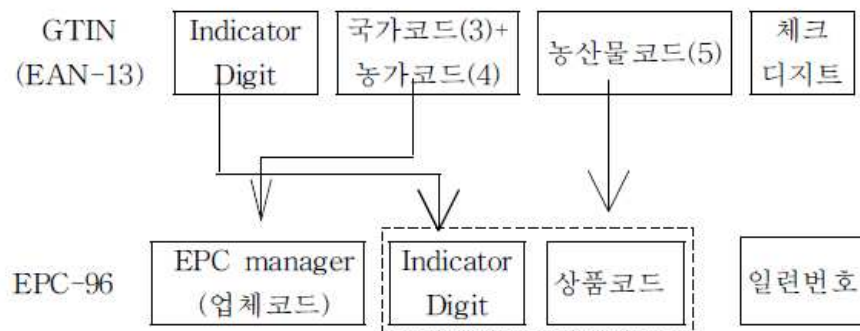 GTIN
(EAN-13)
Indicator
Digit
국가코드(3)+
농가코드(4)
농산물코드(5)
체크
디지트
EPC-96
EPC manager
(업체코드)
Indicator
Digit
상품코드
일련번호